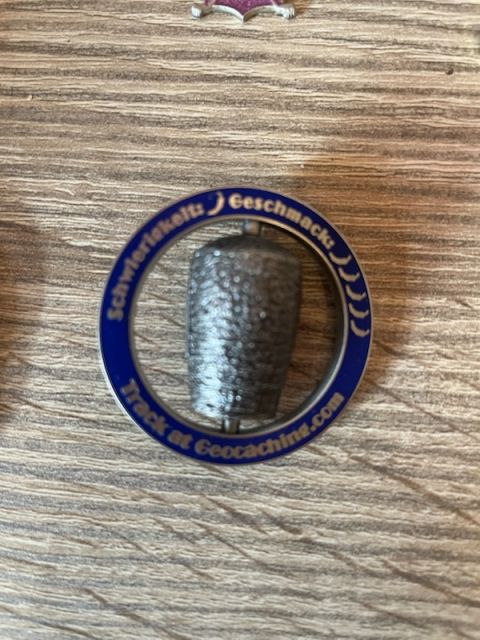 Schwierigkeit: Geschmack:
Track at Geocaching.com